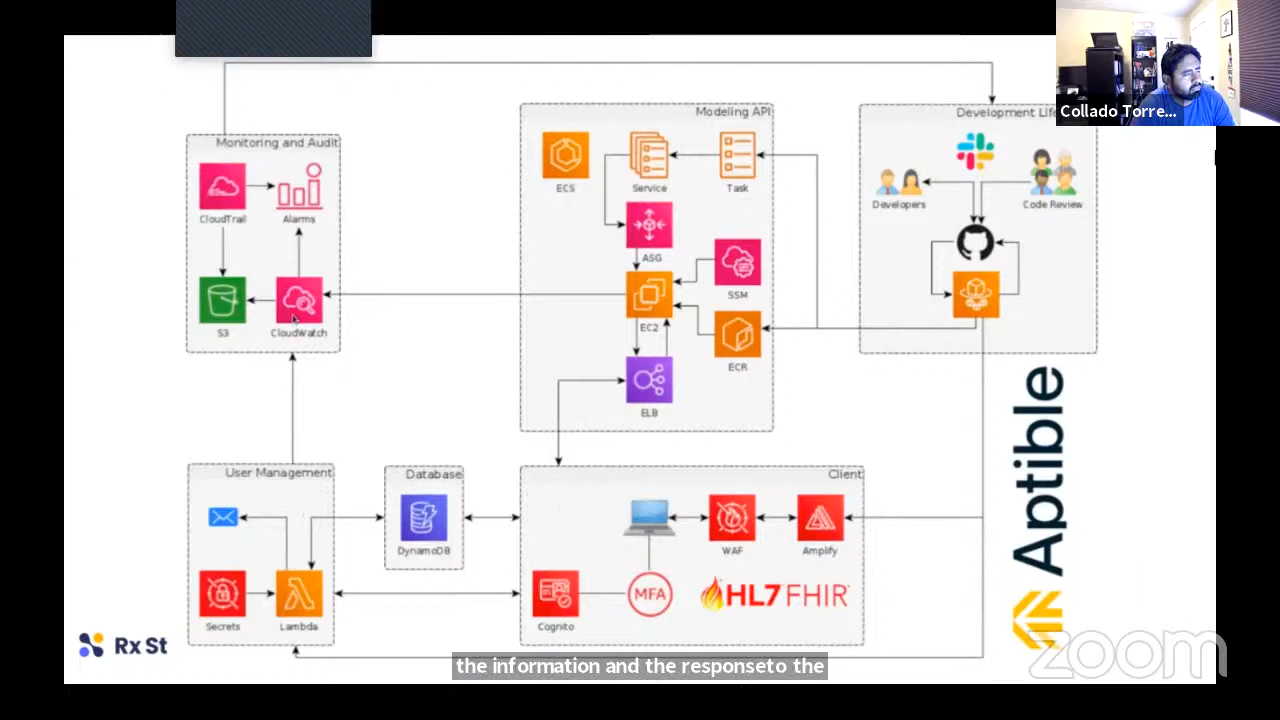 Collado Torre...
Monitoring and Audit
CloudTrail
Alarms
S3
CloudWatch
Modeling API
ECS
Service
Task
ASG
SSM
EC2
ECR
ELB
Development Life
Developers
Code Review
User Management
Secrets
Lambda
Database
DynamoDB
Client
WAF
Amplify
Cognito
MFA
HL7 FHIR
Aptible
Rx St
the information and the responseto the
zoom